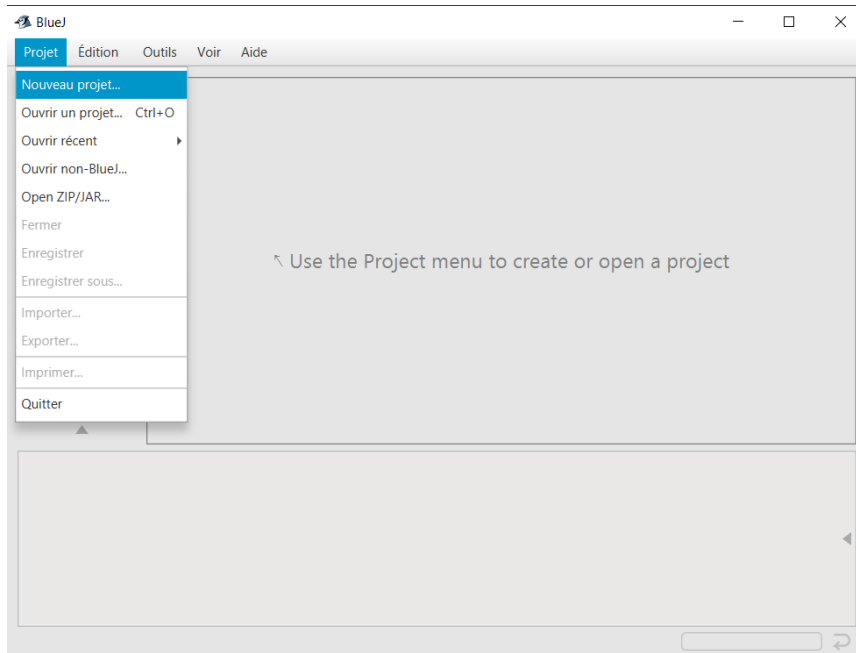 BlueJ
Projet Édition Outils Voir Aide
Nouveau projet...
Ouvrir un projet... Ctrl+O
Ouvrir récent
Ouvrir non-BlueJ...
Open ZIP/JAR...
Fermer
Enregistrer
Enregistrer sous...
Importer...
Exporter...
Imprimer...
Quitter
Use the Project menu to create or open a project